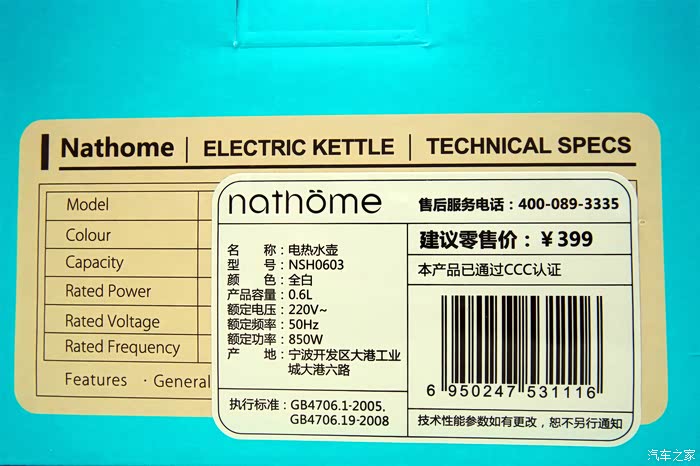 Nathome | ELECTRIC KETTLE | TECHNICAL SPECS
Model
Colour
Capacity
Rated Power
Rated Voltage
Rated Frequency
Features · General
nathöme
售后服务电话：400-089-3335
建议零售价：￥399
本产品已通过CCC认证
名 称：电热水壶
型 号：NSH0603
颜 色：全白
产品容量：0.6L
额定电压：220V~
额定频率：50Hz
额定功率：850W
产 地：宁波开发区大港工业
城大港六路
执行标准：GB4706.1-2005.
GB4706.19-2008
6 950247 531116
技术性能参数如有更改，恕不另行通知
汽车之家